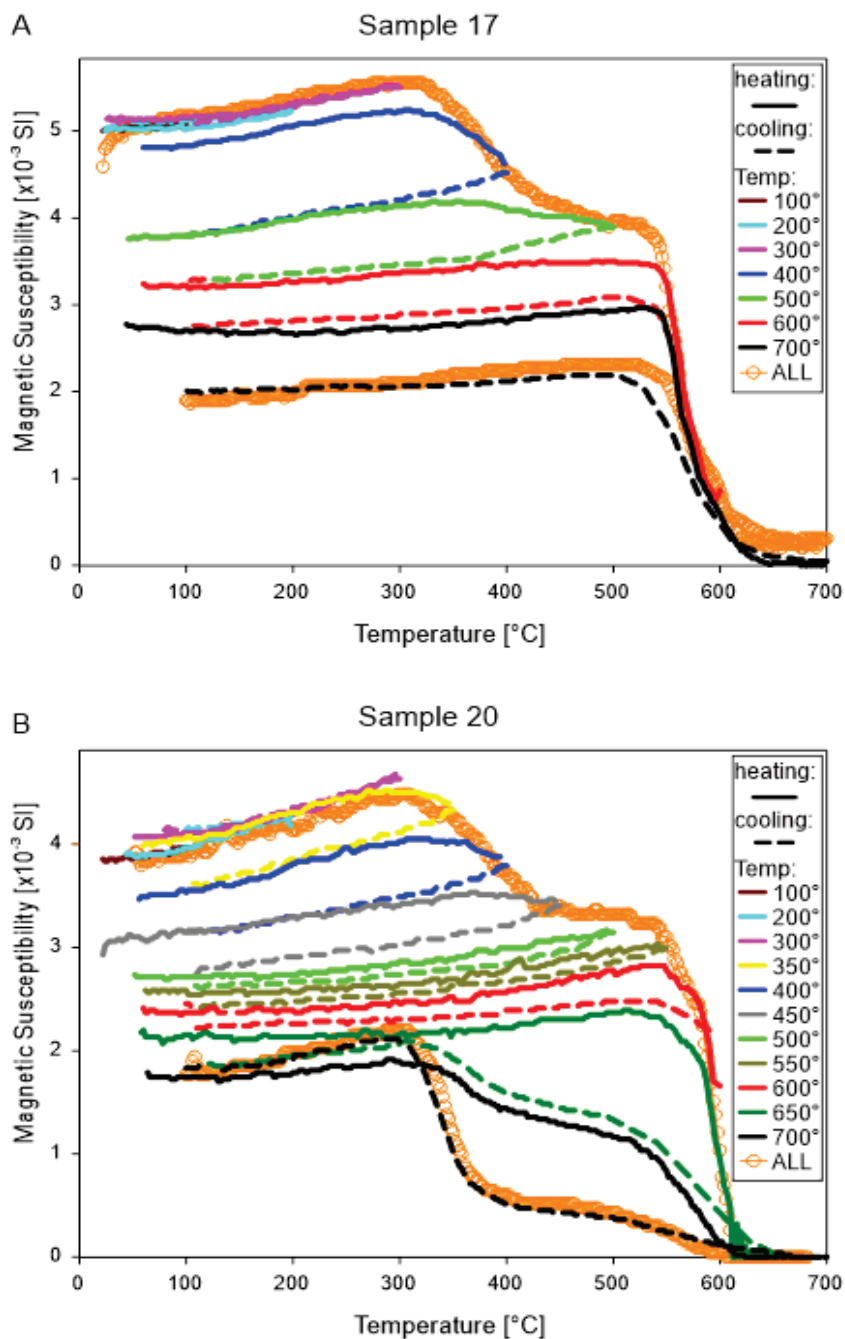 A
Sample 17
Magnetic Susceptibility [x10⁻³ SI]
5
4
3
2
1
0
0 100 200 300 400 500 600 700
Temperature [°C]
heating:
cooling:
Temp:
100°
200°
300°
400°
500°
600°
700°
ALL
B
Sample 20
Magnetic Susceptibility [x10⁻³ SI]
4
3
2
1
0
0 100 200 300 400 500 600 700
Temperature [°C]
heating:
cooling:
Temp:
100°
200°
300°
350°
400°
450°
500°
550°
600°
650°
700°
ALL